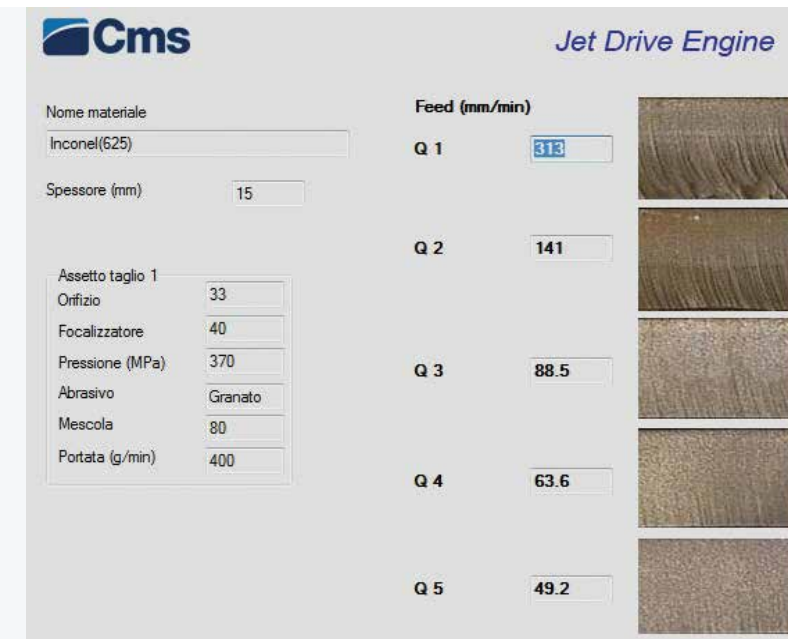 Cms
Jet Drive Engine
Nome materiale
Inconel(625)
Spessore (mm) 15
Assetto taglio 1
Orifizio 33
Focalizzatore 40
Pressione (MPa) 370
Abrasivo Granato
Mescola 80
Portata (g/min) 400
Feed (mm/min)
Q 1 313
Q 2 141
Q 3 88.5
Q 4 63.6
Q 5 49.2